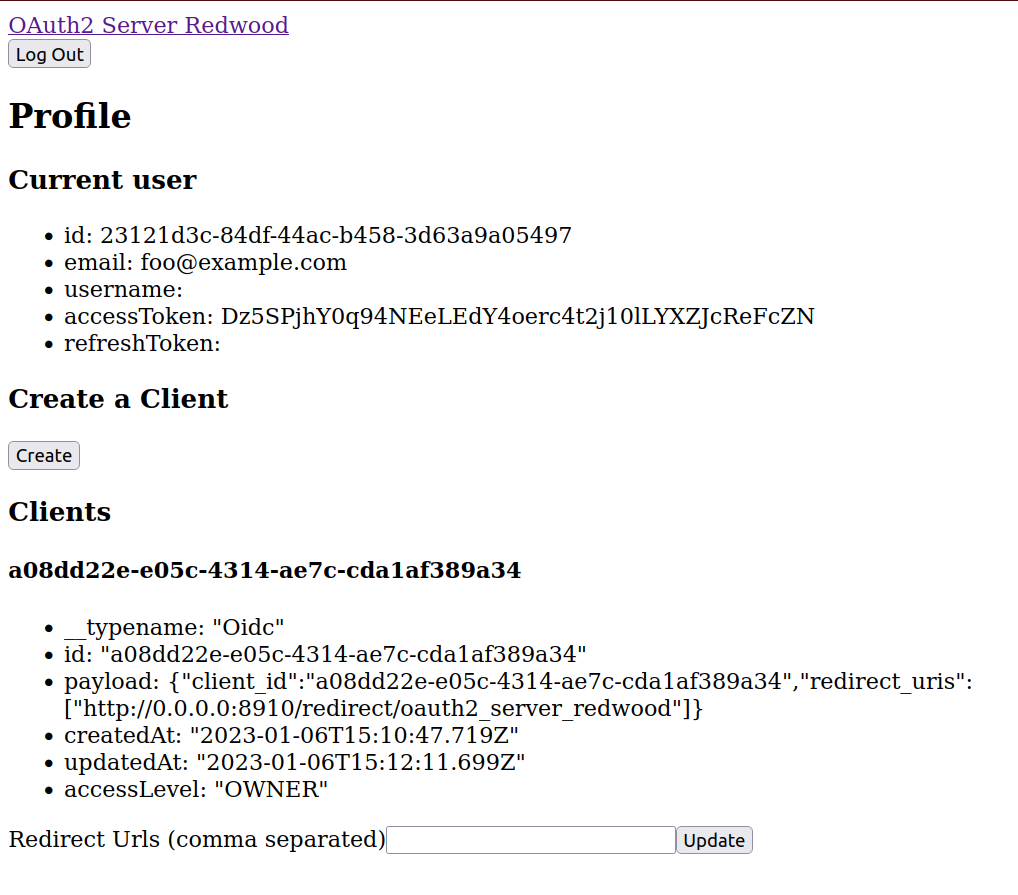 OAuth2 Server Redwood
Log Out
Profile
Current user
id: 23121d3c-84df-44ac-b458-3d63a9a05497
email: foo@example.com
username:
accessToken: Dz5SPjhY0q94NEeLEdY4oerc4t2j10lLYXZJcReFcZN
refreshToken:
Create a Client
Create
Clients
a08dd22e-e05c-4314-ae7c-cda1af389a34
__typename: "Oidc"
id: "a08dd22e-e05c-4314-ae7c-cda1af389a34"
payload: {"client_id":"a08dd22e-e05c-4314-ae7c-cda1af389a34","redirect_uris":
["http://0.0.0.0:8910/redirect/oauth2_server_redwood"]}
createdAt: "2023-01-06T15:10:47.719Z"
updatedAt: "2023-01-06T15:12:11.699Z"
accessLevel: "OWNER"
Redirect Urls (comma separated) Update